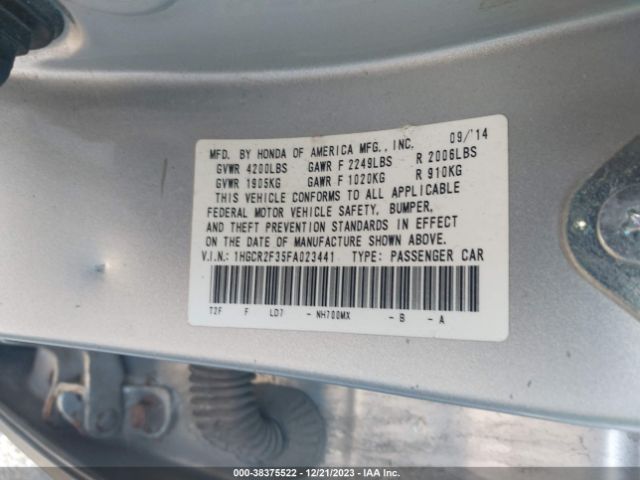 MFD. BY HONDA OF AMERICA MFG., INC. 09/'14
GVWR 4200LBS GAWR F 2249LBS R 2006LBS
GVWR 1905KG GAWR F 1020KG R 910KG
THIS VEHICLE CONFORMS TO ALL APPLICABLE
FEDERAL MOTOR VEHICLE SAFETY, BUMPER,
AND THEFT PREVENTION STANDARDS IN EFFECT
ON THE DATE OF MANUFACTURE SHOWN ABOVE.
V.I.N.: 1HGCR2F35FA023441 TYPE: PASSENGER CAR
T2F F LD7 - NH700MX - B - A
000-38375522 - 12/21/2023 - IAA Inc.